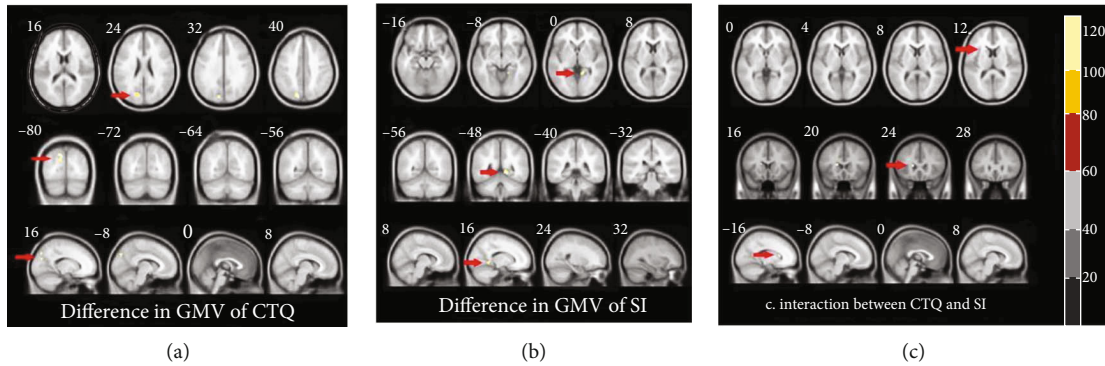 16 24 32 40
-80 -72 -64 -56
16 -8 0 8
Difference in GMV of CTQ
(a)
-16 -8 0 8
-56 -48 -40 -32
8 16 24 32
Difference in GMV of SI
(b)
0 4 8 12
16 20 24 28
-16 -8 0 8
c. interaction between CTQ and SI
(c)
120
100
80
60
40
20